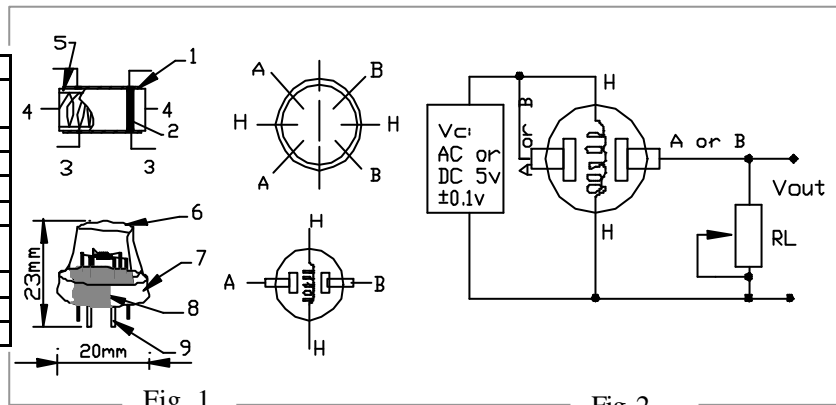 5
1
4
4
2
3
3
A
B
H
H
A
B
6
7
23mm
8
9
20mm
A
B
H
H
Fig. 1
H
Vc:
AC or
DC 5v
±0.1v
A or B
A or B
Vout
RL
H
Fig.2